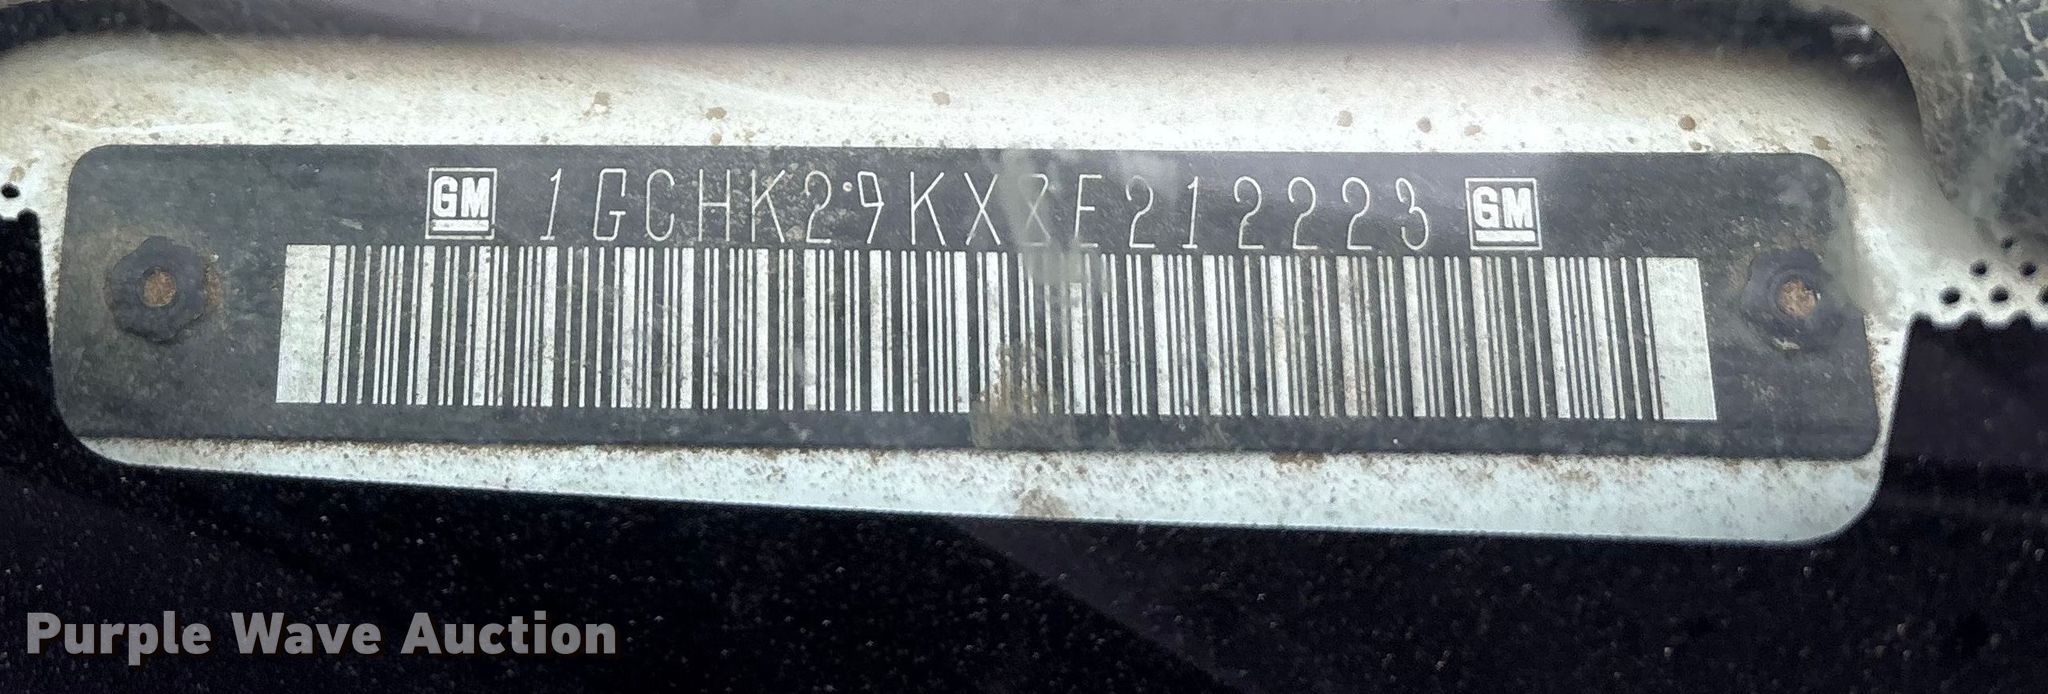 GM 1GCHK29KX8E212223 GM
Purple Wave Auction